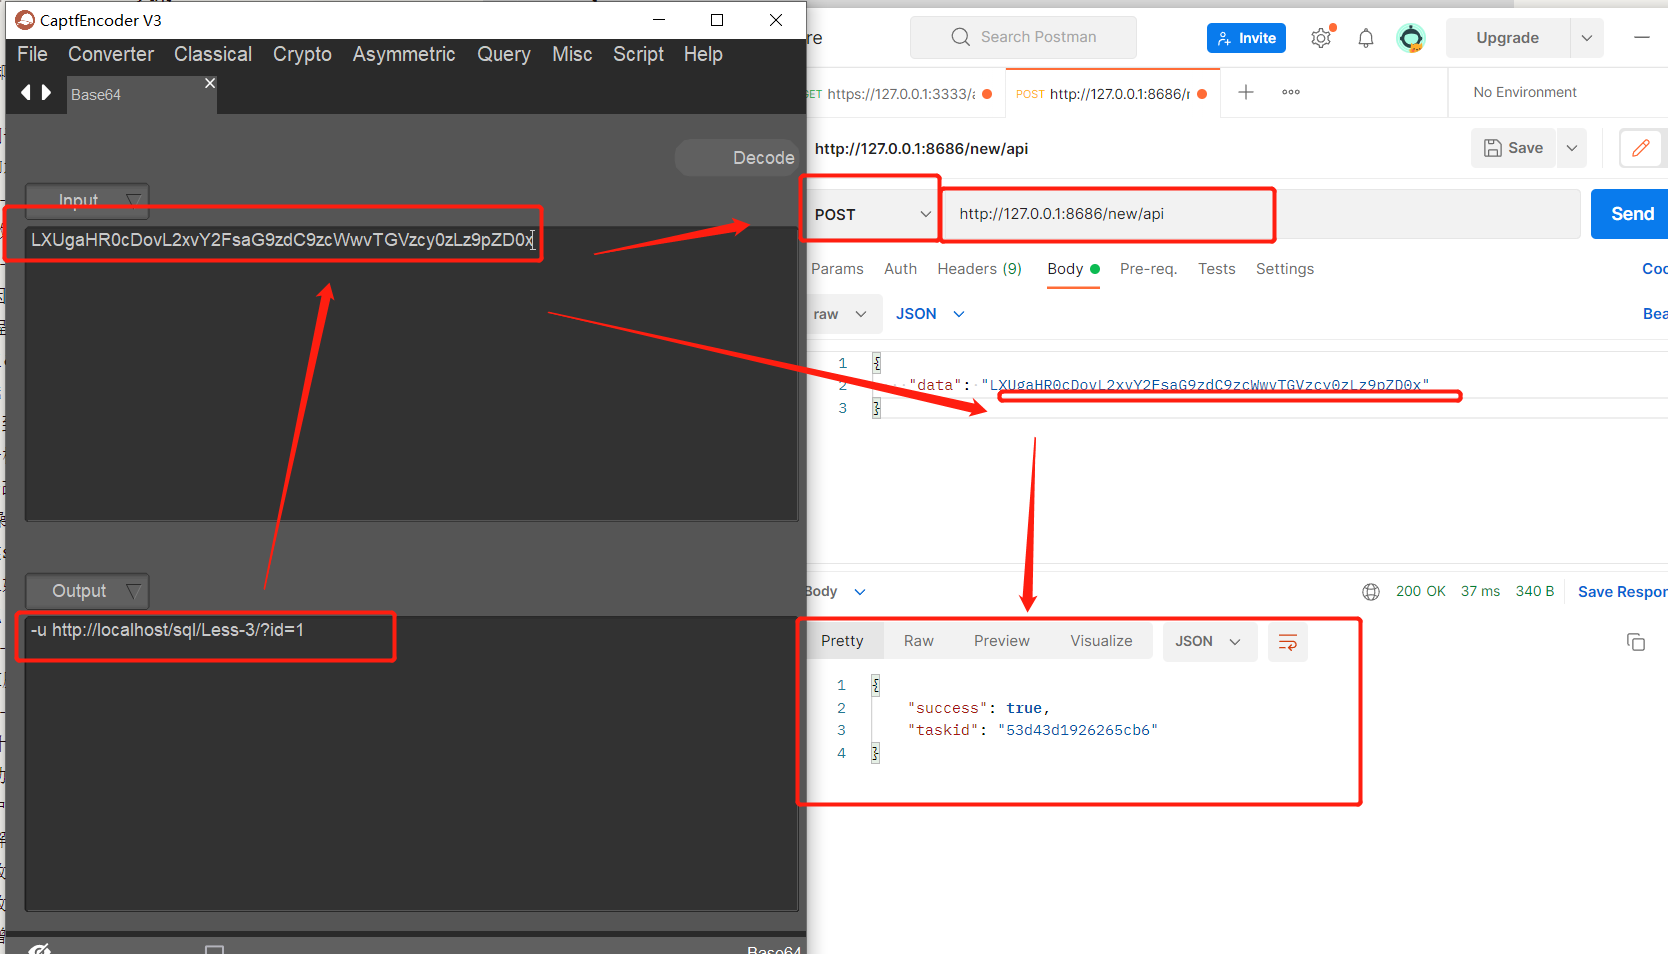 CaptfEncoder V3
File Converter Classical Crypto Asymmetric Query Misc Script Help
Base64
Decode
Input
LXUgaHR0cDovL2xvY2FsaG9zdC9zcWwvTGVzcy0zLz9pZD0x
Output
-u http://localhost/sql/Less-3/?id=1
Base64
re
Search Postman
Invite
Upgrade
ET https://127.0.0.1:3333/
POST http://127.0.0.1:8686/
No Environment
http://127.0.0.1:8686/new/api
Save
POST
http://127.0.0.1:8686/new/api
Send
Params Auth Headers (9) Body Pre-req. Tests Settings
Coo
raw JSON
Bea
1 {
2 "data": "LXUgaHR0cDovL2xvY2FsaG9zdC9zcWwvTGVzcy0zLz9pZD0x"
3 }
Body
200 OK 37 ms 340 B Save Respor
Pretty Raw Preview Visualize JSON
1 {
2 "success": true,
3 "taskid": "53d43d1926265cb6"
4 }